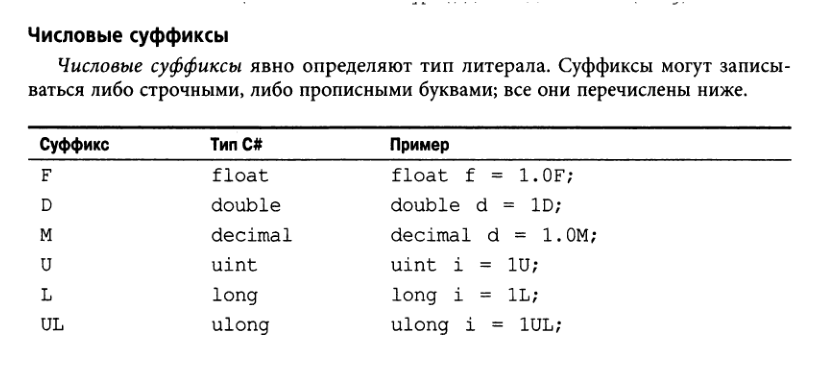 Числовые суффиксы
Числовые суффиксы явно определяют тип литерала. Суффиксы могут записы-
ваться либо строчными, либо прописными буквами; все они перечислены ниже.
Суффикс Тип C# Пример
F float float f = 1.0F;
D double double d = 1D;
M decimal decimal d = 1.0M;
U uint uint i = 1U;
L long long i = 1L;
UL ulong ulong i = 1UL;